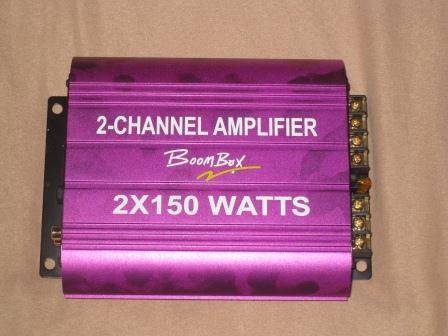 2-CHANNEL AMPLIFIER
BOOMBOX
2X150 WATTS